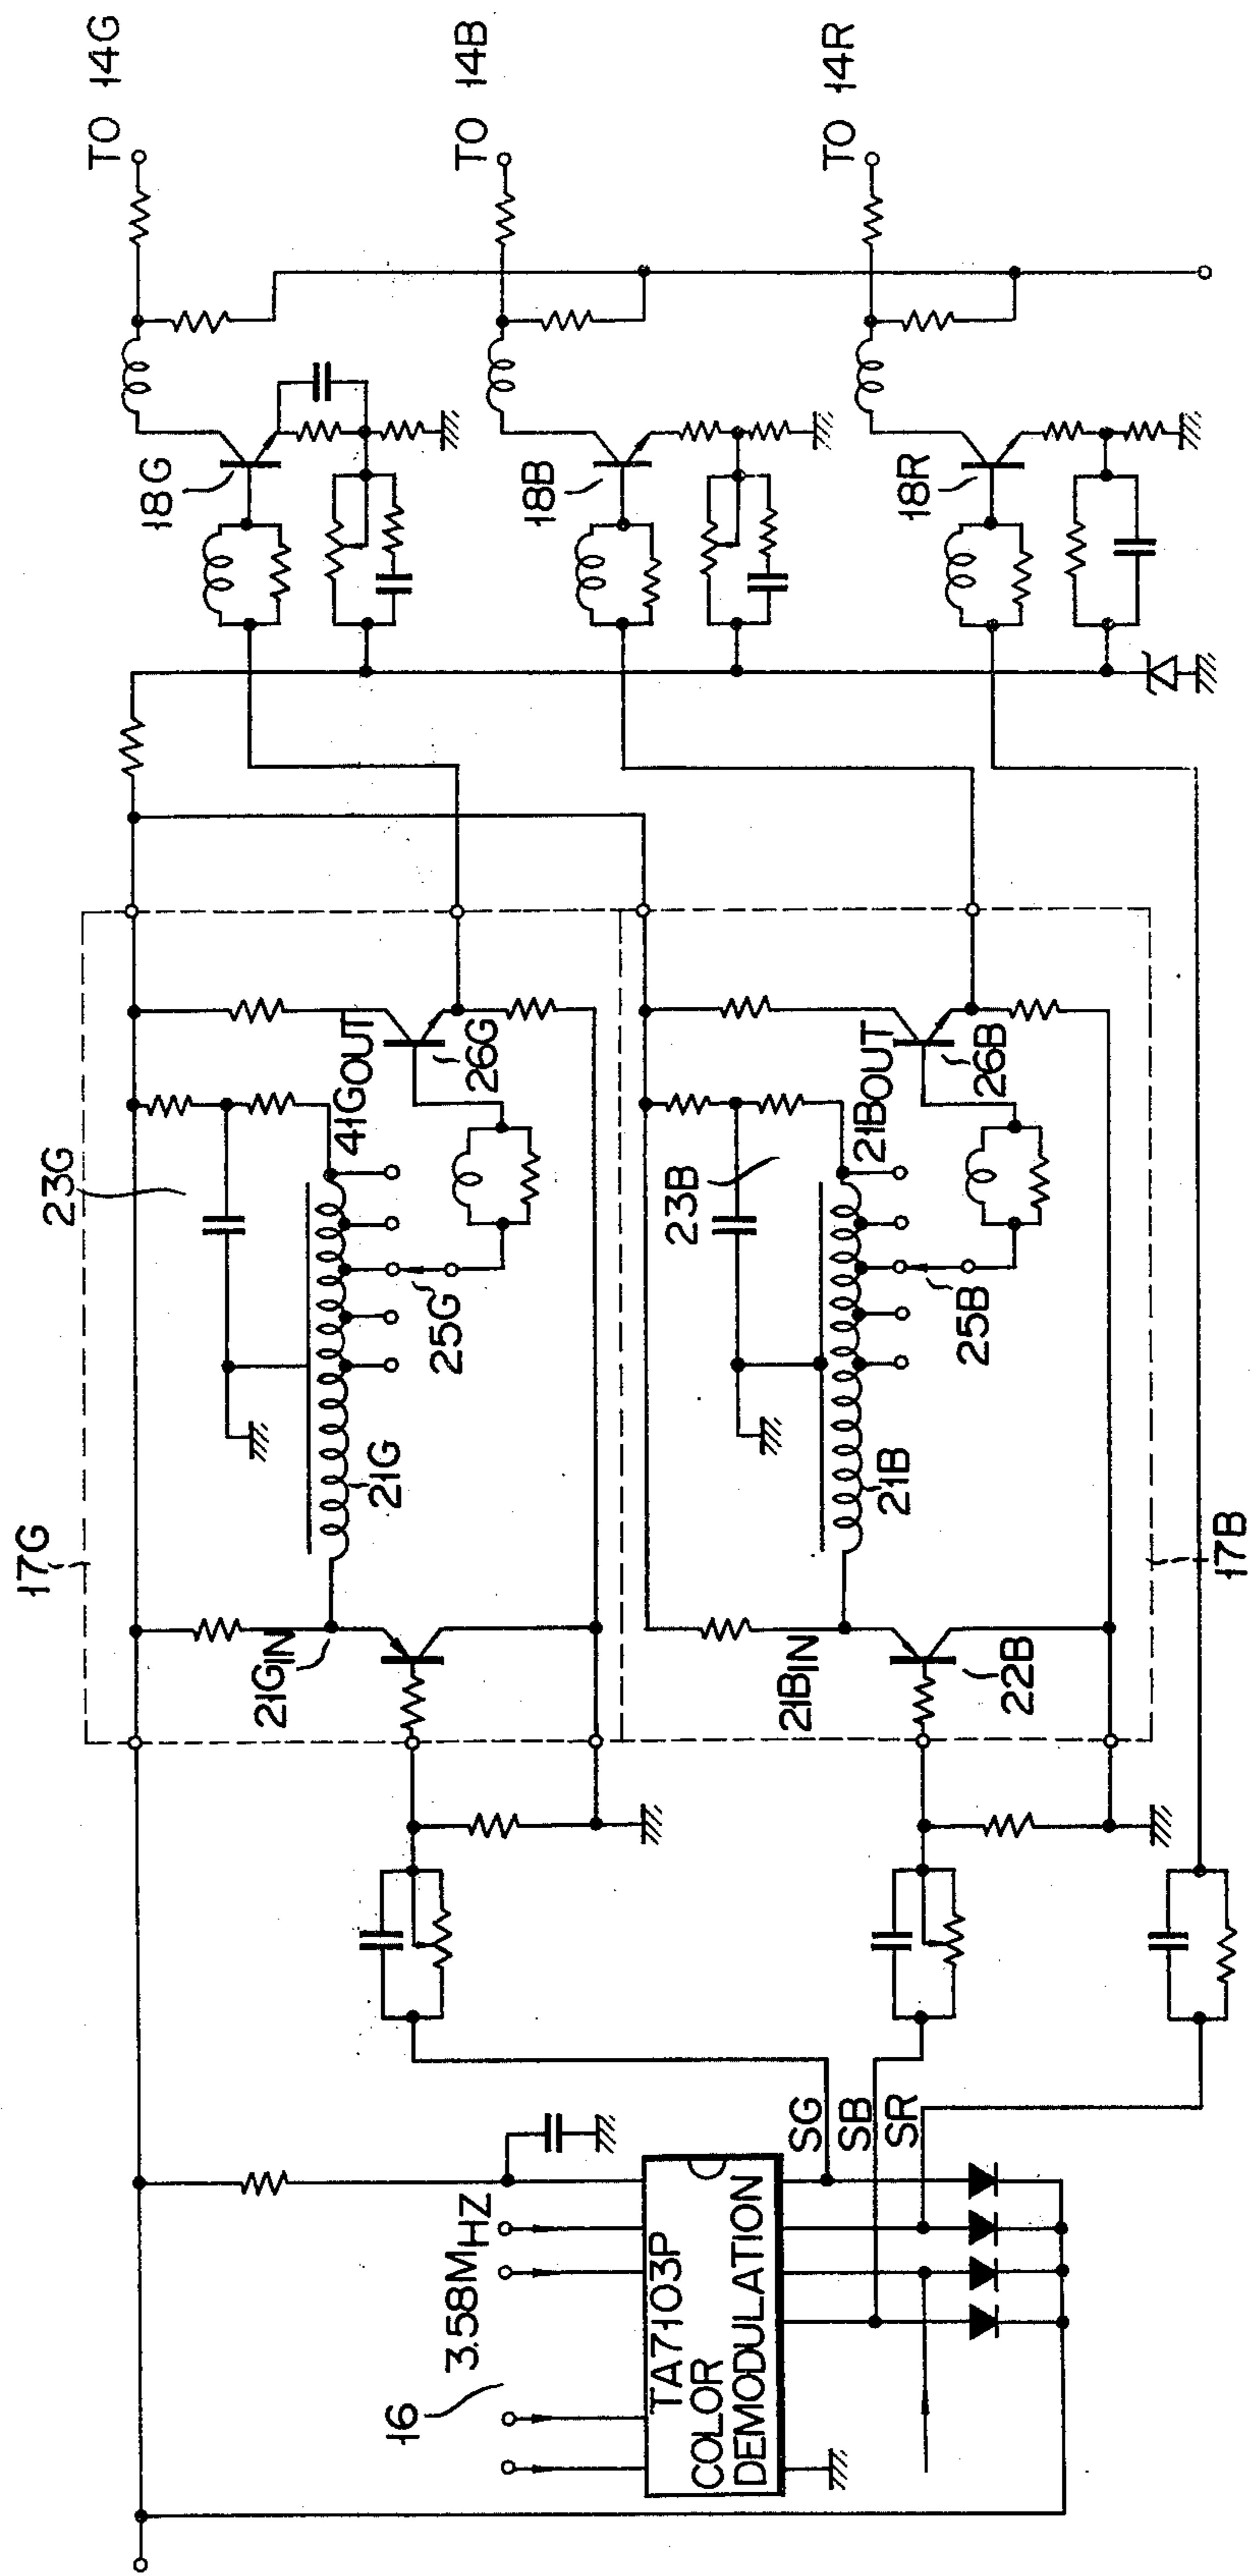 TO 14G
TO 14B
TO 14R
18G
18B
18R
17G
23G
41GOUT
26G
25G
21G
21GIN
23B
21BOUT
26B
25B
21B
21BIN
22B
17B
16
3.58MHZ
TA7103P
COLOR
DEMODULATION
SG
SB
SR